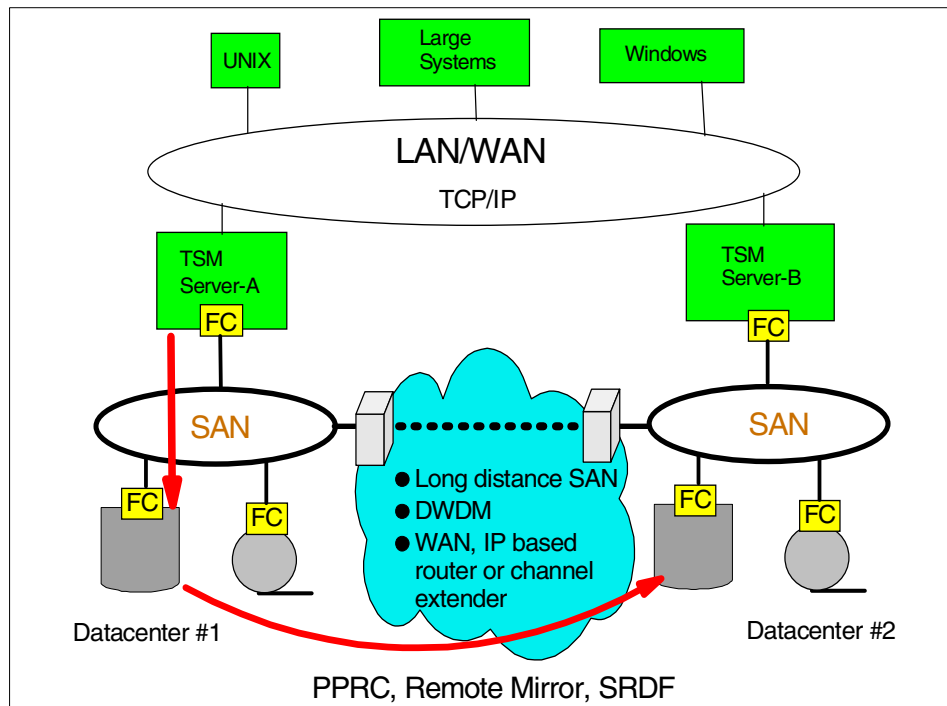 UNIX
Large
Systems
Windows
LAN/WAN
TCP/IP
TSM
Server-A
FC
TSM
Server-B
FC
SAN
SAN
FC
FC
● Long distance SAN
● DWDM
● WAN, IP based
router or channel
extender
FC
FC
Datacenter #1
Datacenter #2
PPRC, Remote Mirror, SRDF